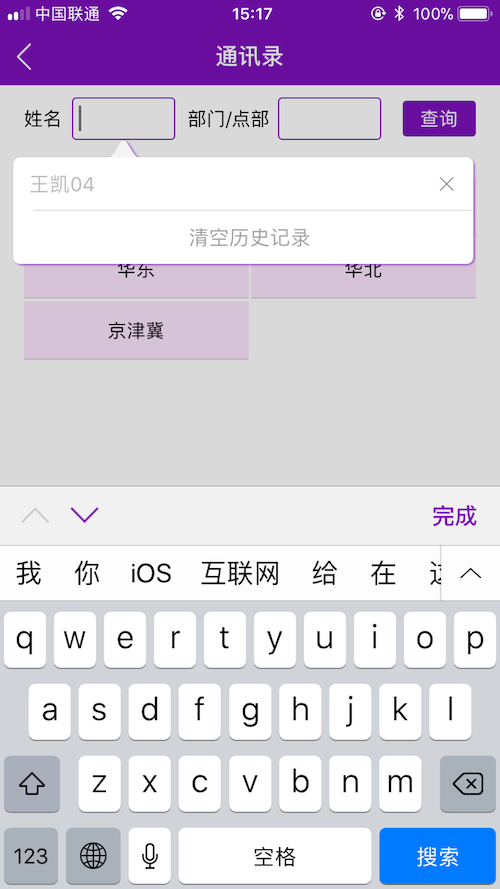 中国联通 15:17 100%
通讯录
姓名 部门/点部 查询
王凯04
清空历史记录
华东 华北
京津冀
完成
我 你 iOS 互联网 给 在
q w e r t y u i o p
a s d f g h j k l
z x c v b n m
123 空格 搜索